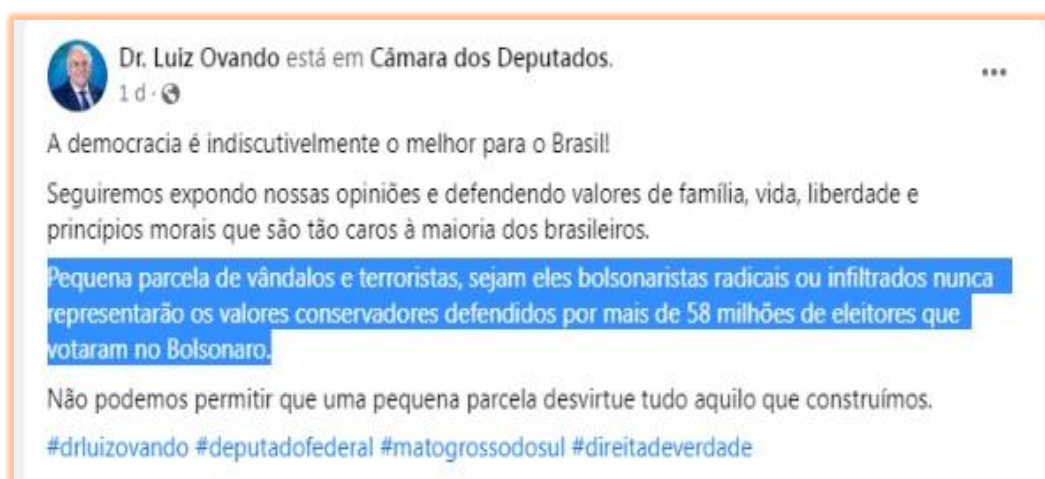 Dr. Luiz Ovando está em Câmara dos Deputados.
1 d ·
A democracia é indiscutivelmente o melhor para o Brasil!
Seguiremos expondo nossas opiniões e defendendo valores de família, vida, liberdade e
princípios morais que são tão caros à maioria dos brasileiros.
Pequena parcela de vândalos e terroristas, sejam eles bolsonaristas radicais ou infiltrados nunca
representarão os valores conservadores defendidos por mais de 58 milhões de eleitores que
votaram no Bolsonaro.
Não podemos permitir que uma pequena parcela desvirtue tudo aquilo que construímos.
#drluizovando #deputadofederal #matogrossodosul #direitadeverdade